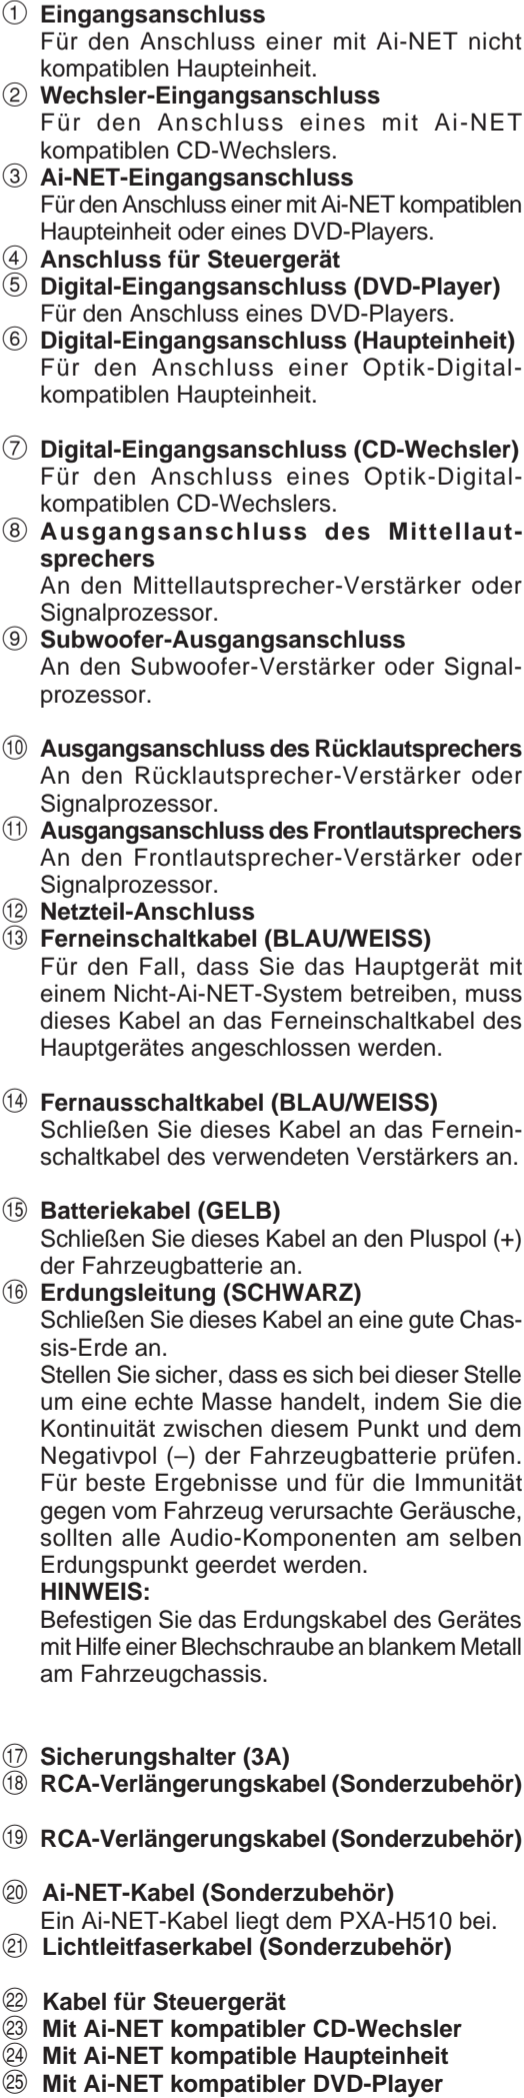 ① Eingangsanschluss
Für den Anschluss einer mit Ai-NET nicht
kompatiblen Haupteinheit.
② Wechsler-Eingangsanschluss
Für den Anschluss eines mit Ai-NET
kompatiblen CD-Wechslers.
③ Ai-NET-Eingangsanschluss
Für den Anschluss einer mit Ai-NET kompatiblen
Haupteinheit oder eines DVD-Players.
④ Anschluss für Steuergerät
⑤ Digital-Eingangsanschluss (DVD-Player)
Für den Anschluss eines DVD-Players.
⑥ Digital-Eingangsanschluss (Haupteinheit)
Für den Anschluss einer Optik-Digital-
kompatiblen Haupteinheit.
⑦ Digital-Eingangsanschluss (CD-Wechsler)
Für den Anschluss eines Optik-Digital-
kompatiblen CD-Wechslers.
⑧ Ausgangsanschluss des Mittellaut-
sprechers
An den Mittellautsprecher-Verstärker oder
Signalprozessor.
⑨ Subwoofer-Ausgangsanschluss
An den Subwoofer-Verstärker oder Signal-
prozessor.
⑩ Ausgangsanschluss des Rücklautsprechers
An den Rücklautsprecher-Verstärker oder
Signalprozessor.
⑪ Ausgangsanschluss des Frontlautsprechers
An den Frontlautsprecher-Verstärker oder
Signalprozessor.
⑫ Netzteil-Anschluss
⑬ Ferneinschaltkabel (BLAU/WEISS)
Für den Fall, dass Sie das Hauptgerät mit
einem Nicht-Ai-NET-System betreiben, muss
dieses Kabel an das Ferneinschaltkabel des
Hauptgerätes angeschlossen werden.
⑭ Fernausschaltkabel (BLAU/WEISS)
Schließen Sie dieses Kabel an das Fernein-
schaltkabel des verwendeten Verstärkers an.
⑮ Batteriekabel (GELB)
Schließen Sie dieses Kabel an den Pluspol (+)
der Fahrzeugbatterie an.
⑯ Erdungsleitung (SCHWARZ)
Schließen Sie dieses Kabel an eine gute Chas-
sis-Erde an.
Stellen Sie sicher, dass es sich bei dieser Stelle
um eine echte Masse handelt, indem Sie die
Kontinuität zwischen diesem Punkt und dem
Negativpol (–) der Fahrzeugbatterie prüfen.
Für beste Ergebnisse und für die Immunität
gegen vom Fahrzeug verursachte Geräusche,
sollten alle Audio-Komponenten am selben
Erdungspunkt geerdet werden.
HINWEIS:
Befestigen Sie das Erdungskabel des Gerätes
mit Hilfe einer Blechschraube an blankem Metall
am Fahrzeugchassis.
⑰ Sicherungshalter (3A)
⑱ RCA-Verlängerungskabel (Sonderzubehör)
⑲ RCA-Verlängerungskabel (Sonderzubehör)
⑳ Ai-NET-Kabel (Sonderzubehör)
Ein Ai-NET-Kabel liegt dem PXA-H510 bei.
㉑ Lichtleitfaserkabel (Sonderzubehör)
㉒ Kabel für Steuergerät
㉓ Mit Ai-NET kompatibler CD-Wechsler
㉔ Mit Ai-NET kompatible Haupteinheit
㉕ Mit Ai-NET kompatibler DVD-Player